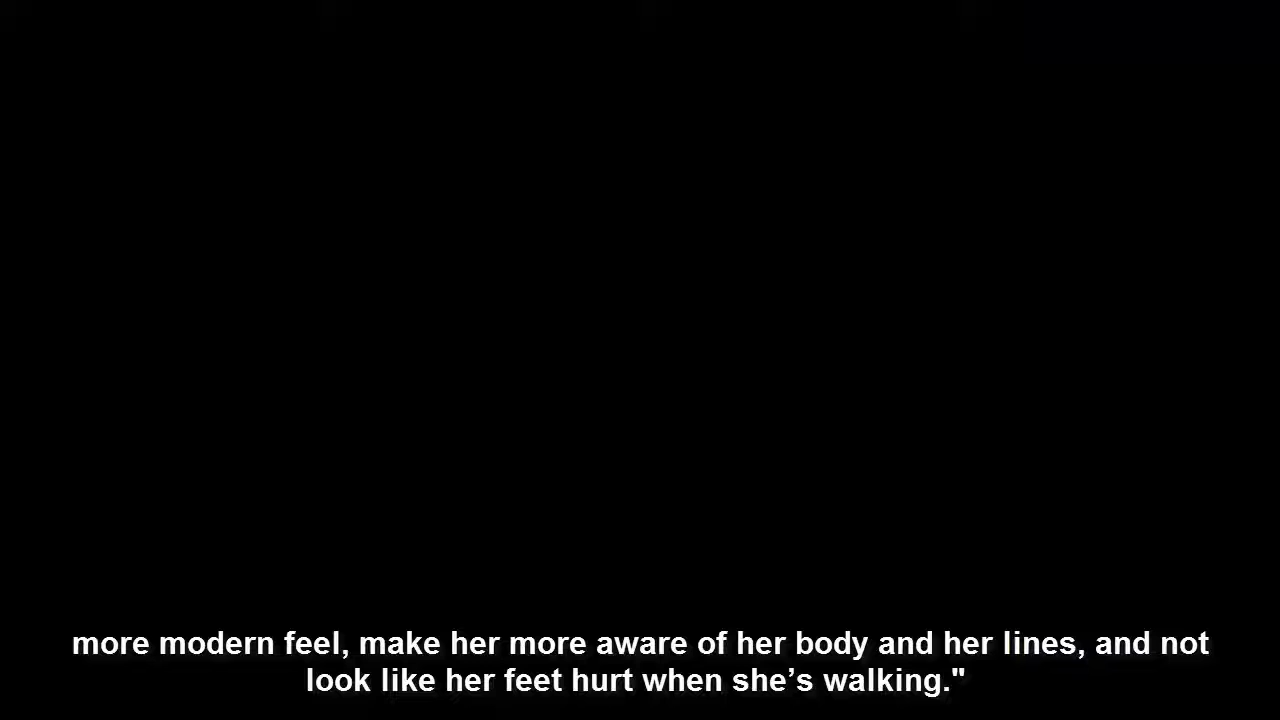 more modern feel, make her more aware of her body and her lines, and not
look like her feet hurt when she’s walking."